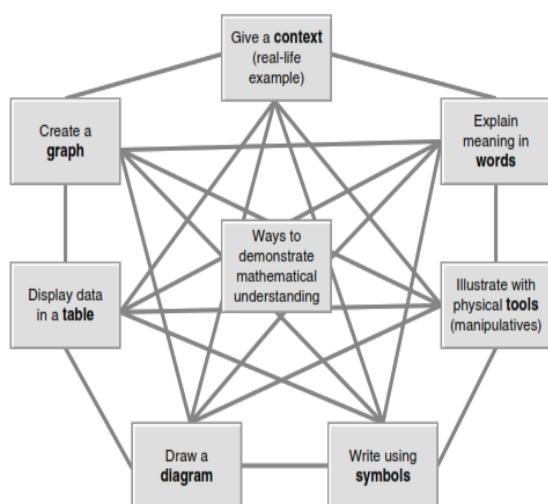 Give a context
(real-life
example)
Create a
graph
Explain
meaning in
words
Ways to
demonstrate
mathematical
understanding
Display data
in a table
Illustrate with
physical tools
(manipulatives)
Draw a
diagram
Write using
symbols